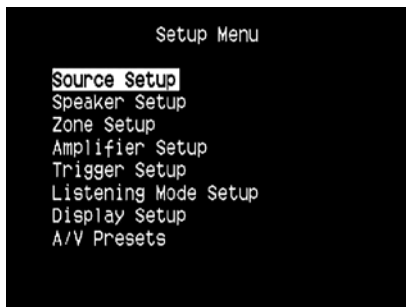 Setup Menu
Source Setup
Speaker Setup
Zone Setup
Amplifier Setup
Trigger Setup
Listening Mode Setup
Display Setup
A/V Presets